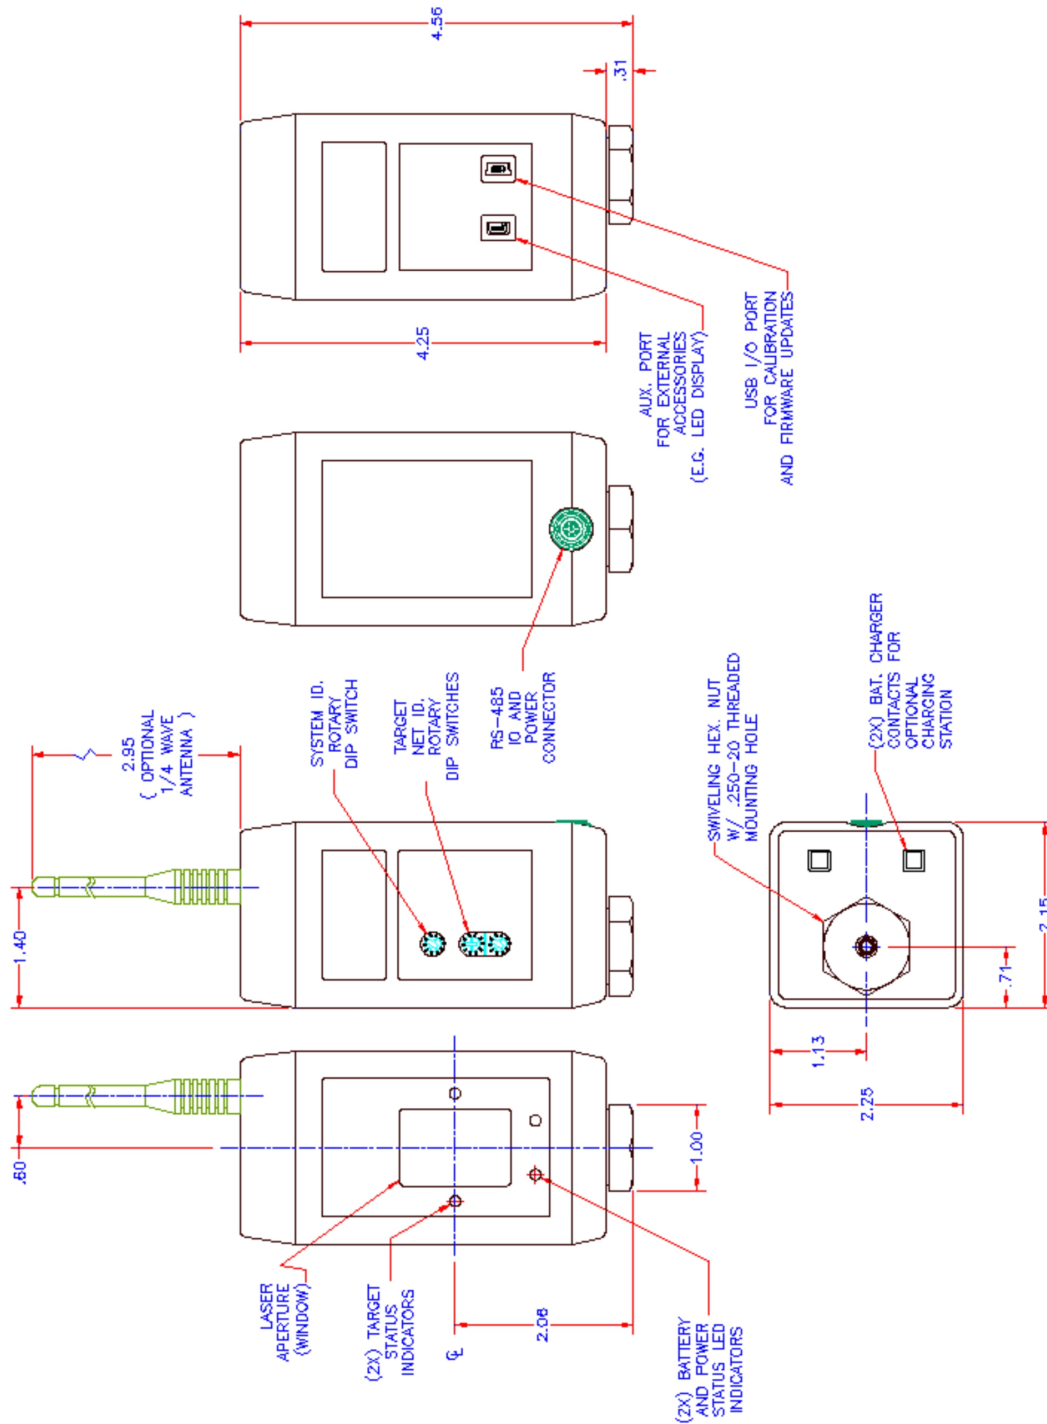 4.56
.31
4.25
AUX. PORT
FOR EXTERNAL
ACCESSORIES
(E.G. LED DISPLAY)
USB I/O PORT
FOR CALIBRATION
AND FIRMWARE UPDATES
2.95
( OPTIONAL
1/4 WAVE
ANTENNA )
1.40
SYSTEM ID.
ROTARY
DIP SWITCH
TARGET
NET ID.
ROTARY
DIP SWITCHES
RS-485
IO AND
POWER
CONNECTOR
SWIVELING HEX. NUT
W/ .250-20 THREADED
MOUNTING HOLE
(2X) BAT. CHARGER
CONTACTS FOR
OPTIONAL
CHARGING
STATION
2.15
.71
1.13
2.25
.60
LASER
APERTURE
(WINDOW)
(2X) TARGET
STATUS
INDICATORS
℄
2.06
1.00
(2X) BATTERY
AND POWER
STATUS LED
INDICATORS